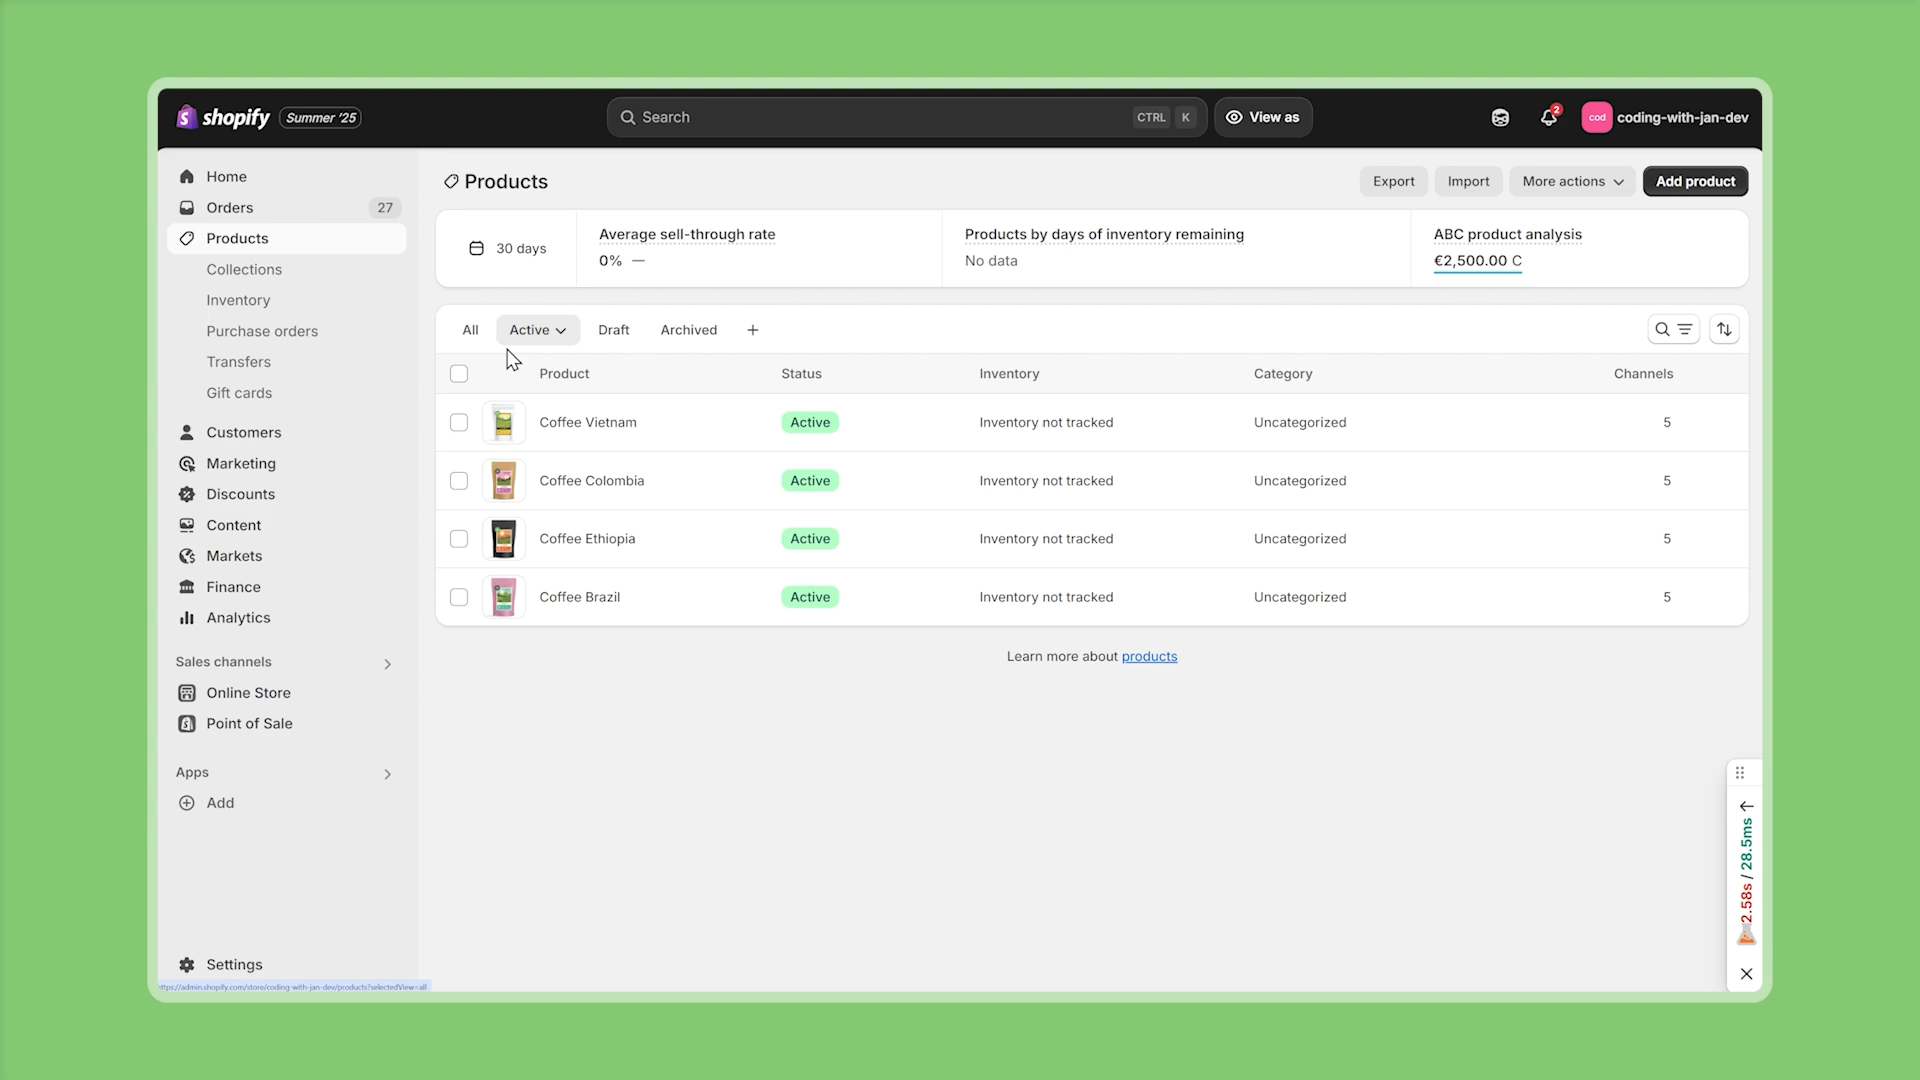 shopify Summer '25
Search CTRL K
View as
2
cod coding-with-jan-dev
Home
Orders 27
Products
Collections
Inventory
Purchase orders
Transfers
Gift cards
Customers
Marketing
Discounts
Content
Markets
Finance
Analytics
Sales channels
Online Store
Point of Sale
Apps
Add
Settings
ttps://admin.shopify.com/store/coding-with-jan-dev/products?selectedView=all
Products
Export Import More actions Add product
30 days
Average sell-through rate
0% —
Products by days of inventory remaining
No data
ABC product analysis
€2,500.00 C
All Active Draft Archived +
Product Status Inventory Category Channels
Coffee Vietnam Active Inventory not tracked Uncategorized 5
Coffee Colombia Active Inventory not tracked Uncategorized 5
Coffee Ethiopia Active Inventory not tracked Uncategorized 5
Coffee Brazil Active Inventory not tracked Uncategorized 5
Learn more about products
2.58s / 28.5ms